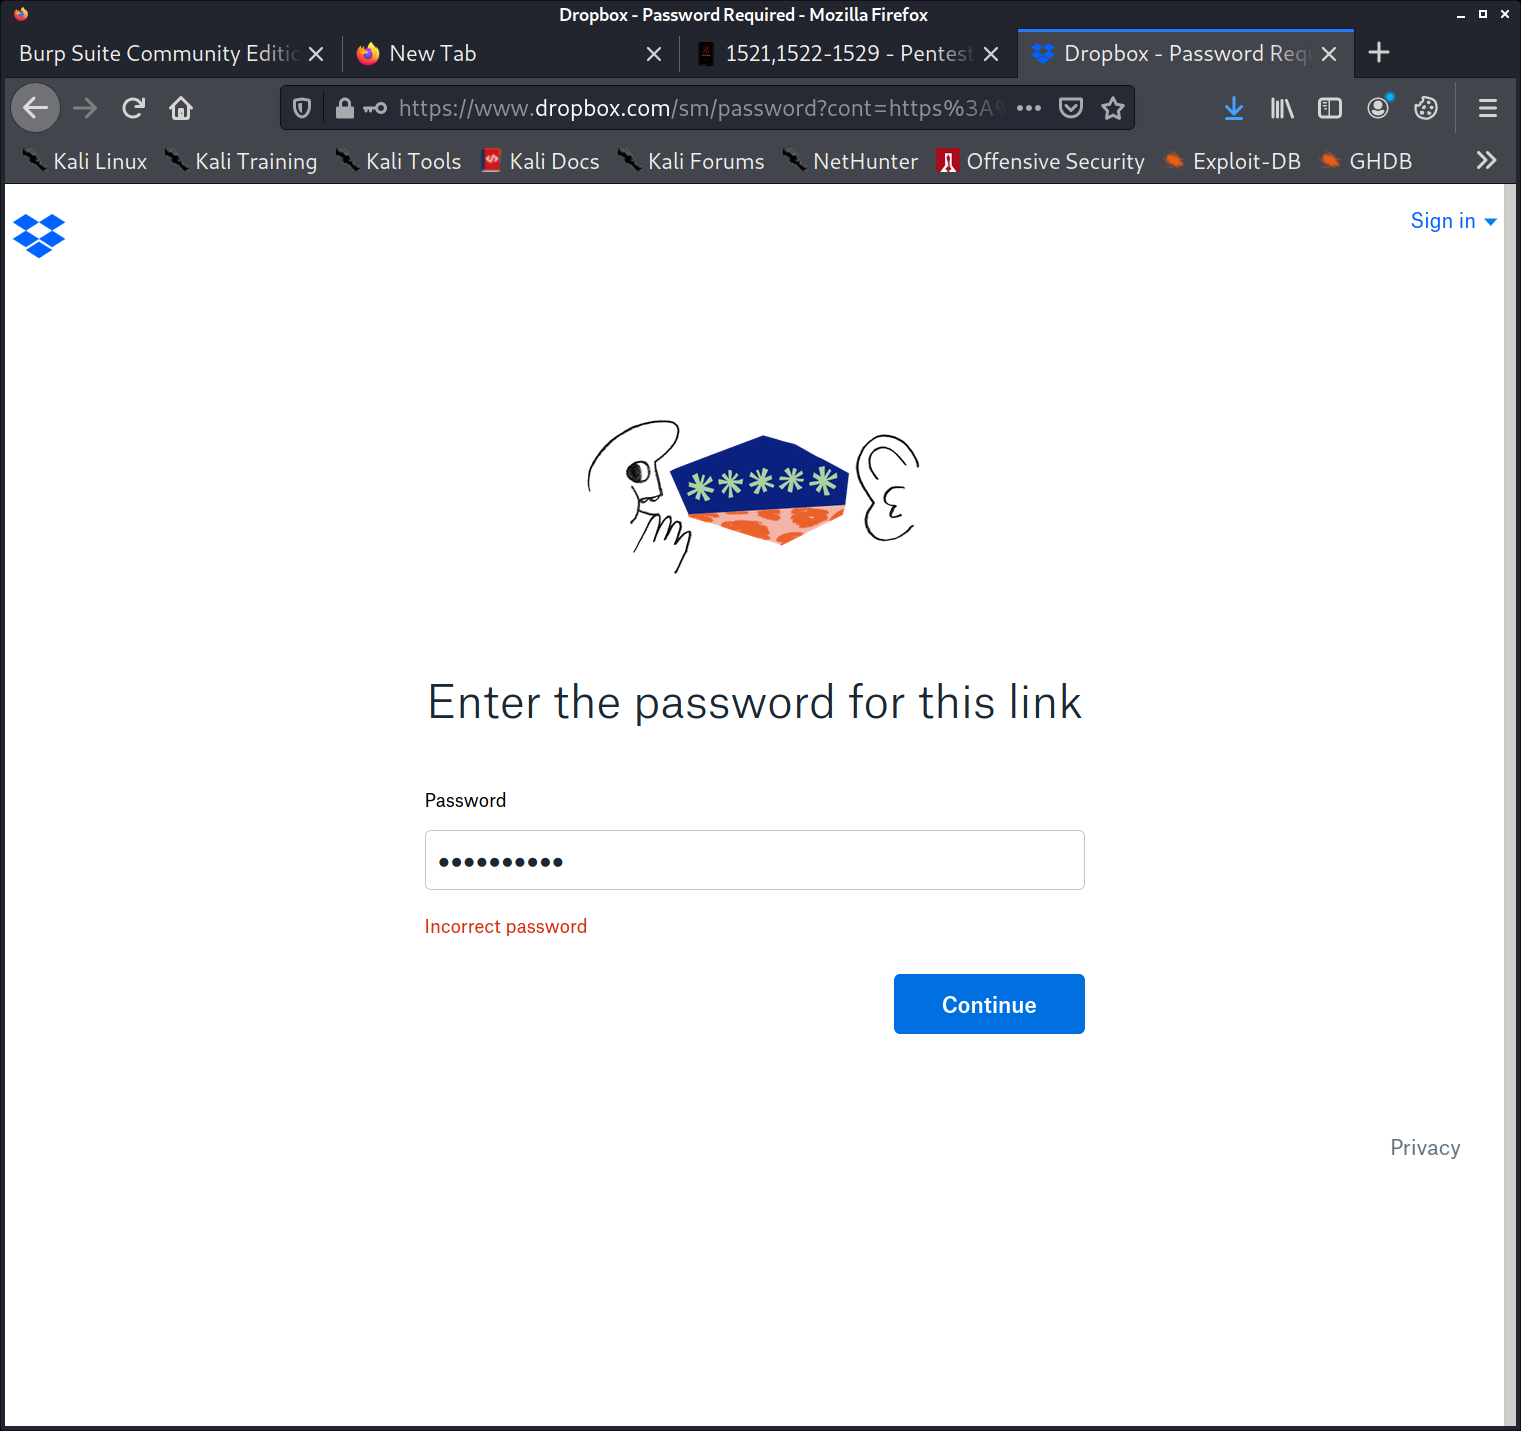 Dropbox - Password Required - Mozilla Firefox
Burp Suite Community Editio
New Tab
1521,1522-1529 - Pentest
Dropbox - Password Requ
https://www.dropbox.com/sm/password?cont=https%3A%
Kali Linux
Kali Training
Kali Tools
Kali Docs
Kali Forums
NetHunter
Offensive Security
Exploit-DB
GHDB
Sign in
Enter the password for this link
Password
••••••••••
Incorrect password
Continue
Privacy